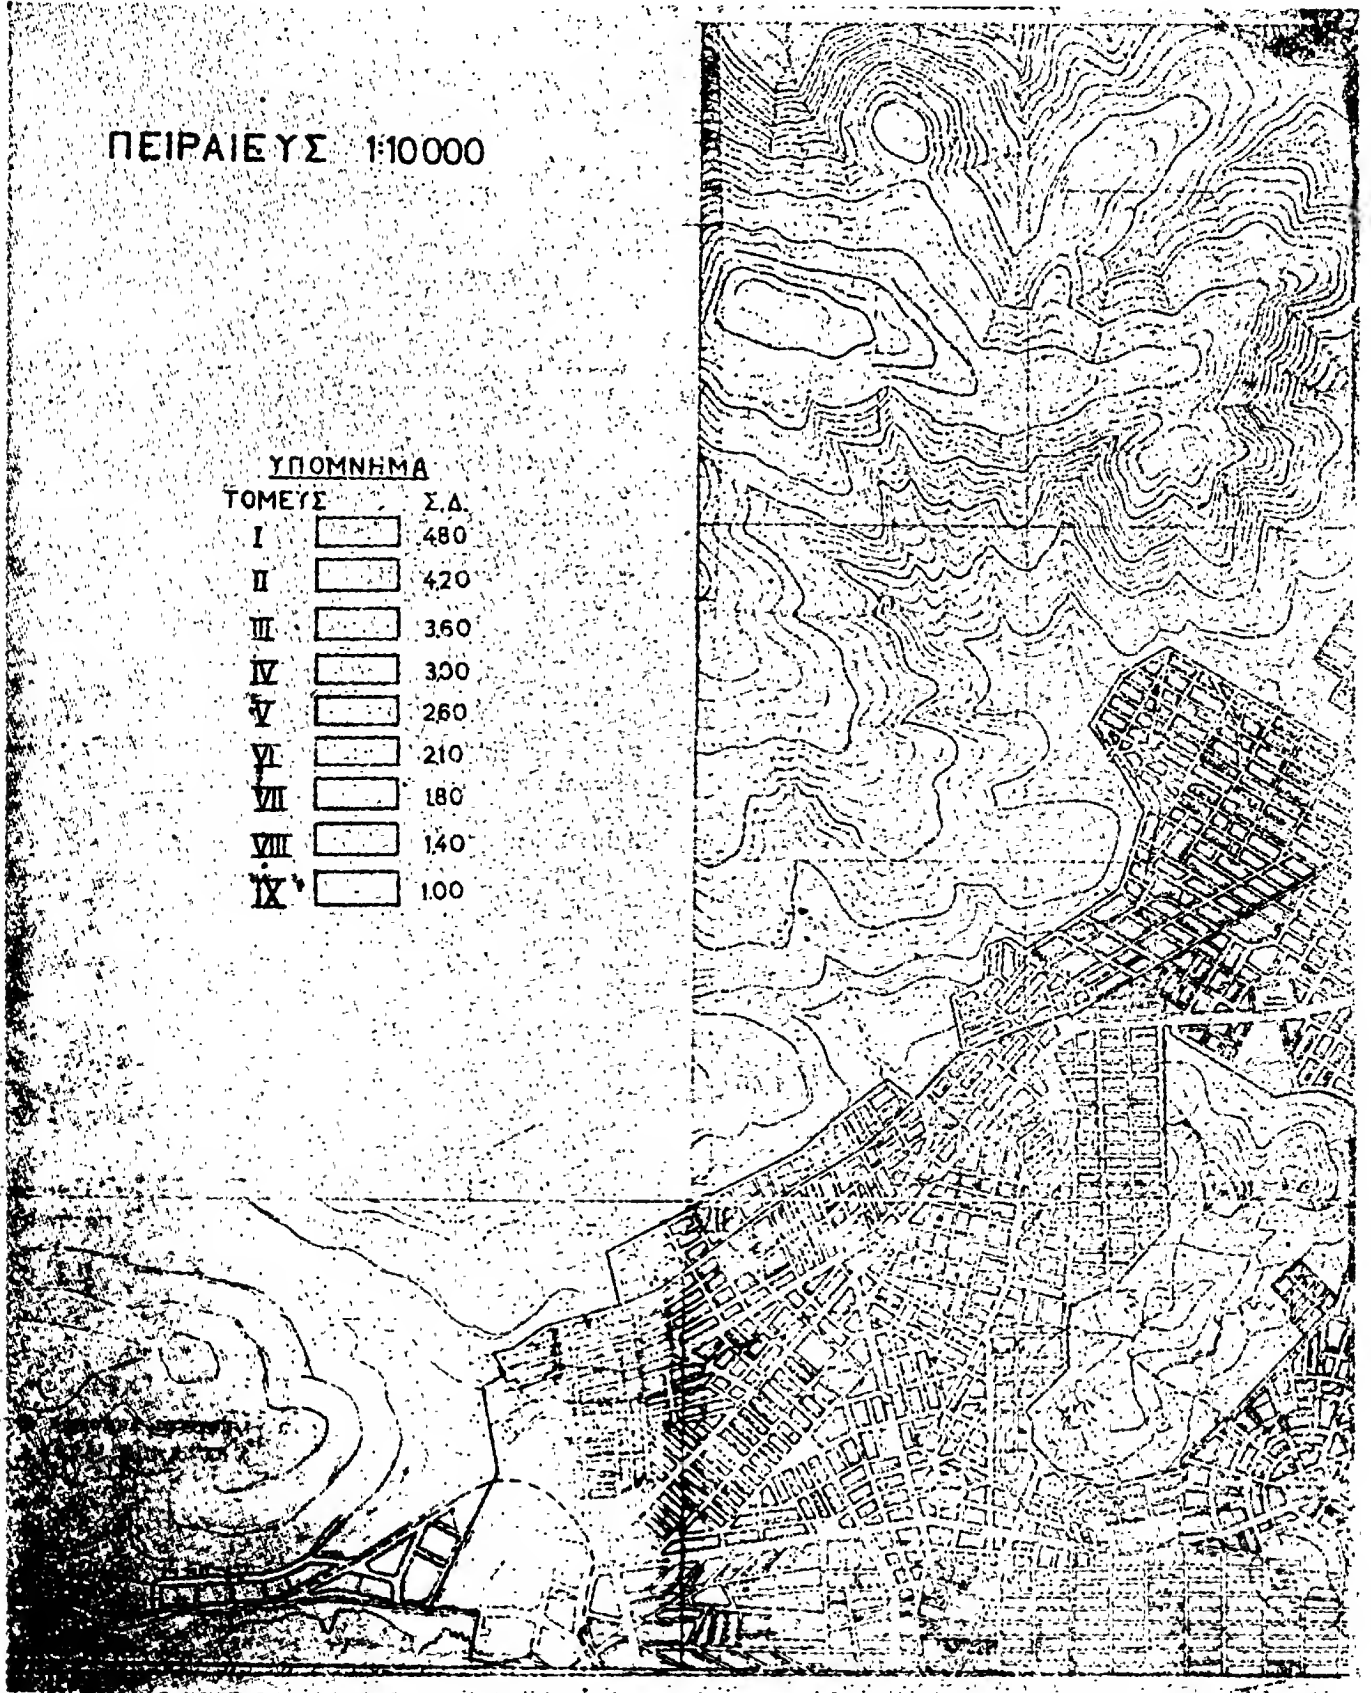 ΠΕΙΡΑΙΕΥΣ 1:10000
ΥΠΟΜΝΗΜΑ
ΤΟΜΕΥΣ Σ.Δ.
I 4,80
II 4,20
III 3,60
IV 3,00
V 2,60
VI 2,10
VII 1,80
VIII 1,40
IX 1,00